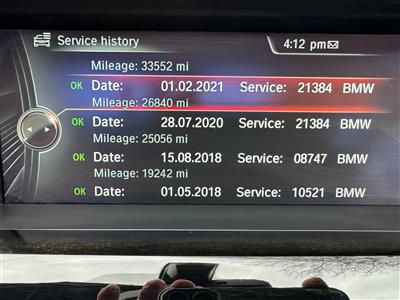 Service history
4:12 pm
Mileage: 33552 mi
OK Date: 01.02.2021 Service: 21384 BMW
Mileage: 26840 mi
OK Date: 28.07.2020 Service: 21384 BMW
Mileage: 25056 mi
OK Date: 15.08.2018 Service: 08747 BMW
Mileage: 19242 mi
OK Date: 01.05.2018 Service: 10521 BMW